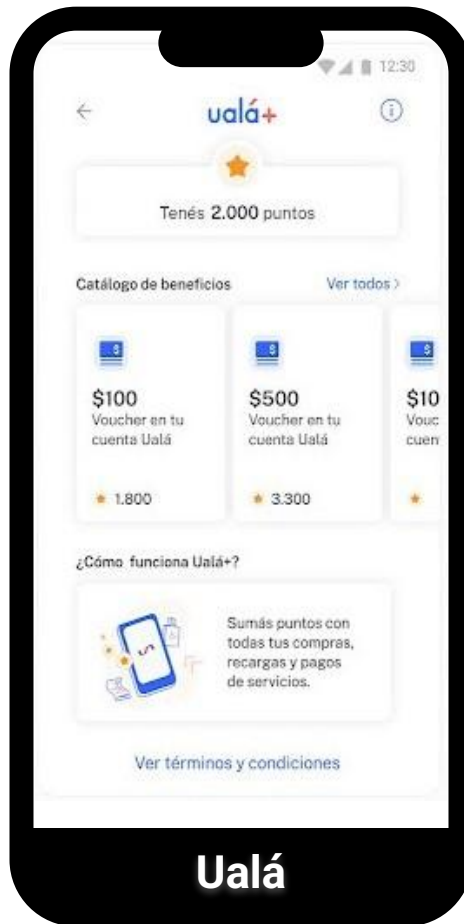 12:30
ualá+
Tenés 2.000 puntos
Catálogo de beneficios
Ver todos >
$100
Voucher en tu
cuenta Ualá
1.800
$500
Voucher en tu
cuenta Ualá
3.300
$10
Vouc
cuen
¿Cómo funciona Ualá+?
Sumás puntos con
todas tus compras,
recargas y pagos
de servicios.
Ver términos y condiciones
Ualá